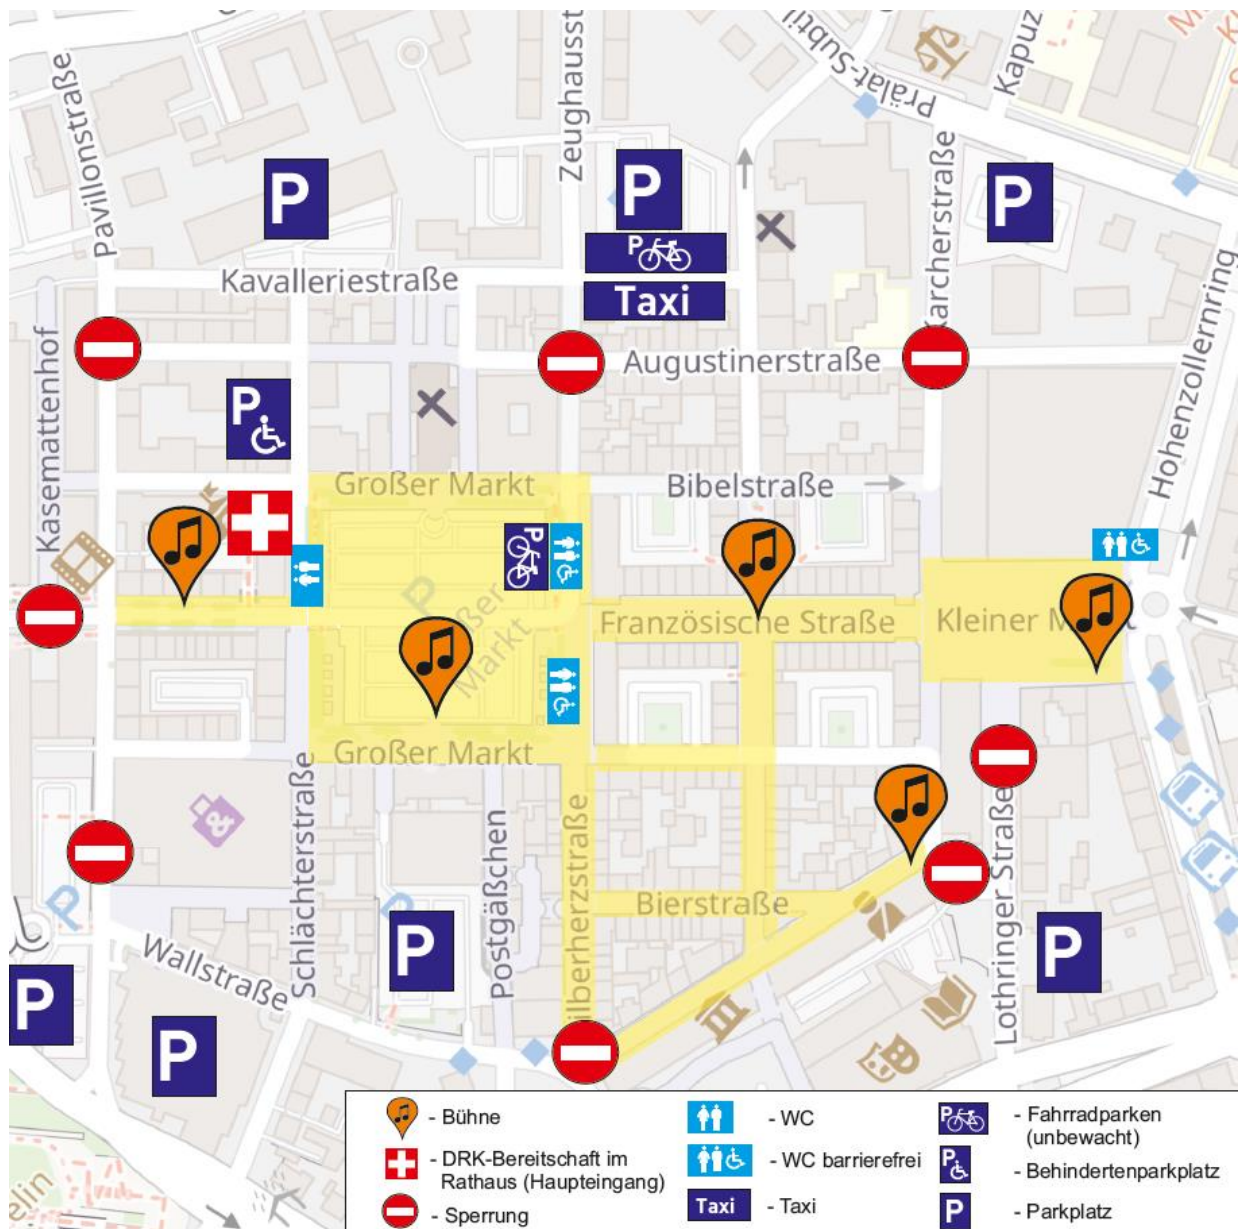 Zeughausst
Prälat-Subtil
Kapuz
Pavillonstraße
Karcherstraße
Hohenzollernring
P
P
P
P
Kavalleriestraße
Taxi
Kasemattenhof
Augustinerstraße
P
Großer Markt
Bibelstraße
P
P
Großer
Markt
Französische Straße
Kleiner M
Großer Markt
Schlächterstraße
Postgäßchen
ilberherzstraße
Bierstraße
Lothringer Straße
&
P
P
Wallstraße
P
P
P
P
elin
- Bühne
- DRK-Bereitschaft im
Rathaus (Haupteingang)
- Sperrung
- WC
- WC barrierefrei
Taxi - Taxi
P - Fahrradparken
(unbewacht)
P - Behindertenparkplatz
P - Parkplatz